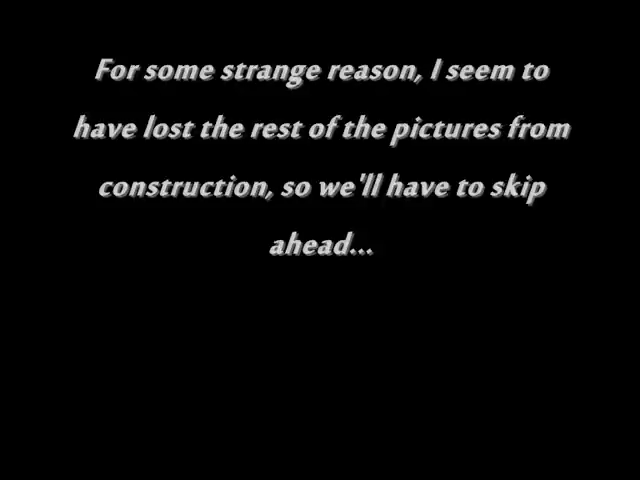 For some strange reason, I seem to
have lost the rest of the pictures from
construction, so we'll have to skip
ahead...